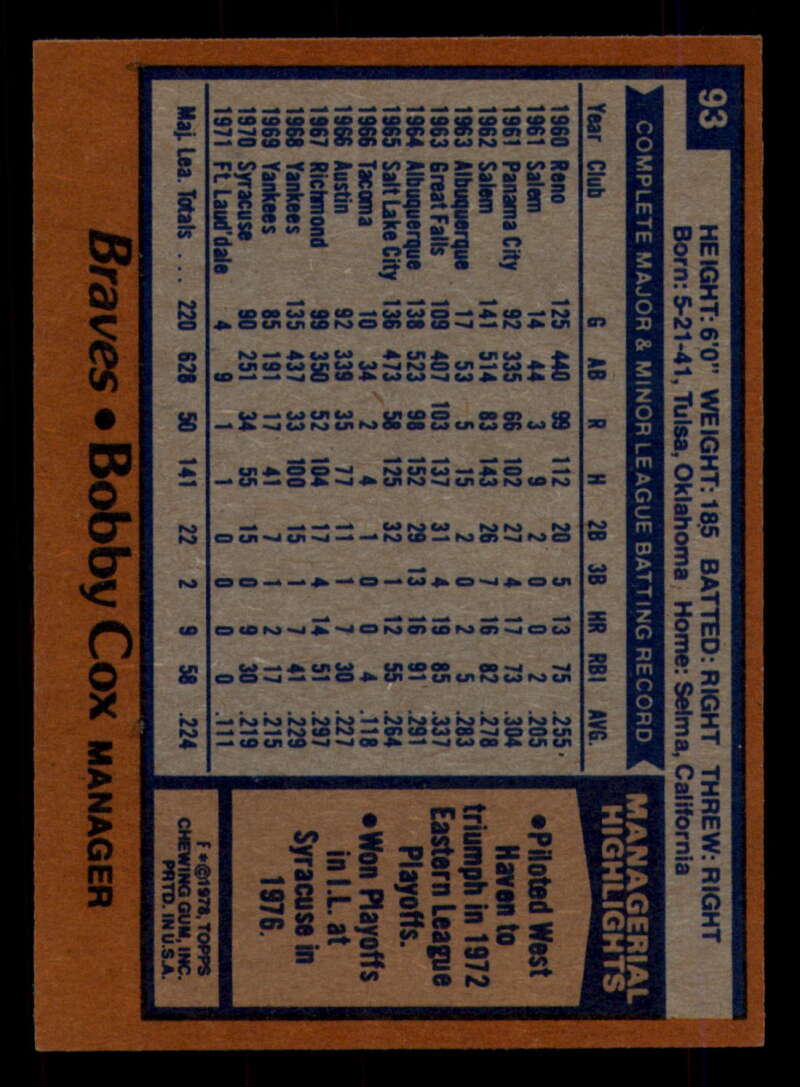 93
HEIGHT: 6'0" WEIGHT: 185 BATTED: RIGHT THREW: RIGHT
Born: 5-21-41, Tulsa, Oklahoma Home: Selma, California
COMPLETE MAJOR & MINOR LEAGUE BATTING RECORD
Year Club G AB R H 2B 3B HR RBI AVG.
1960 Reno 125 440 99 112 20 5 13 75 .255
1961 Salem 14 44 3 9 2 0 0 2 .205
1961 Panama City 92 335 66 102 27 4 17 73 .304
1962 Salem 141 514 83 143 26 7 16 82 .278
1963 Albuquerque 17 53 5 15 2 0 2 5 .283
1963 Great Falls 109 407 103 137 31 4 19 85 .337
1964 Albuquerque 138 523 98 152 29 13 16 91 .291
1965 Salt Lake City 136 473 58 125 32 1 12 55 .264
1966 Tacoma 10 34 2 4 1 0 0 4 .118
1966 Austin 92 339 35 77 11 1 7 30 .227
1967 Richmond 99 350 52 104 17 4 14 51 .297
1968 Yankees 135 437 33 100 15 1 7 41 .229
1969 Yankees 85 191 17 41 7 1 2 17 .215
1970 Syracuse 90 251 34 55 15 0 9 30 .219
1971 Ft. Laud'dale 4 9 1 1 0 0 0 0 .111
Maj. Lea. Totals ... 220 628 50 141 22 2 9 58 .224
MANAGERIAL
HIGHLIGHTS
•Piloted West
Haven to
triumph in 1972
Eastern League
Playoffs.
•Won Playoffs
in I.L. at
Syracuse in
1976.
F *©1978, TOPPS
CHEWING GUM, INC.
PRTD. IN U.S.A.
Braves • Bobby Cox MANAGER